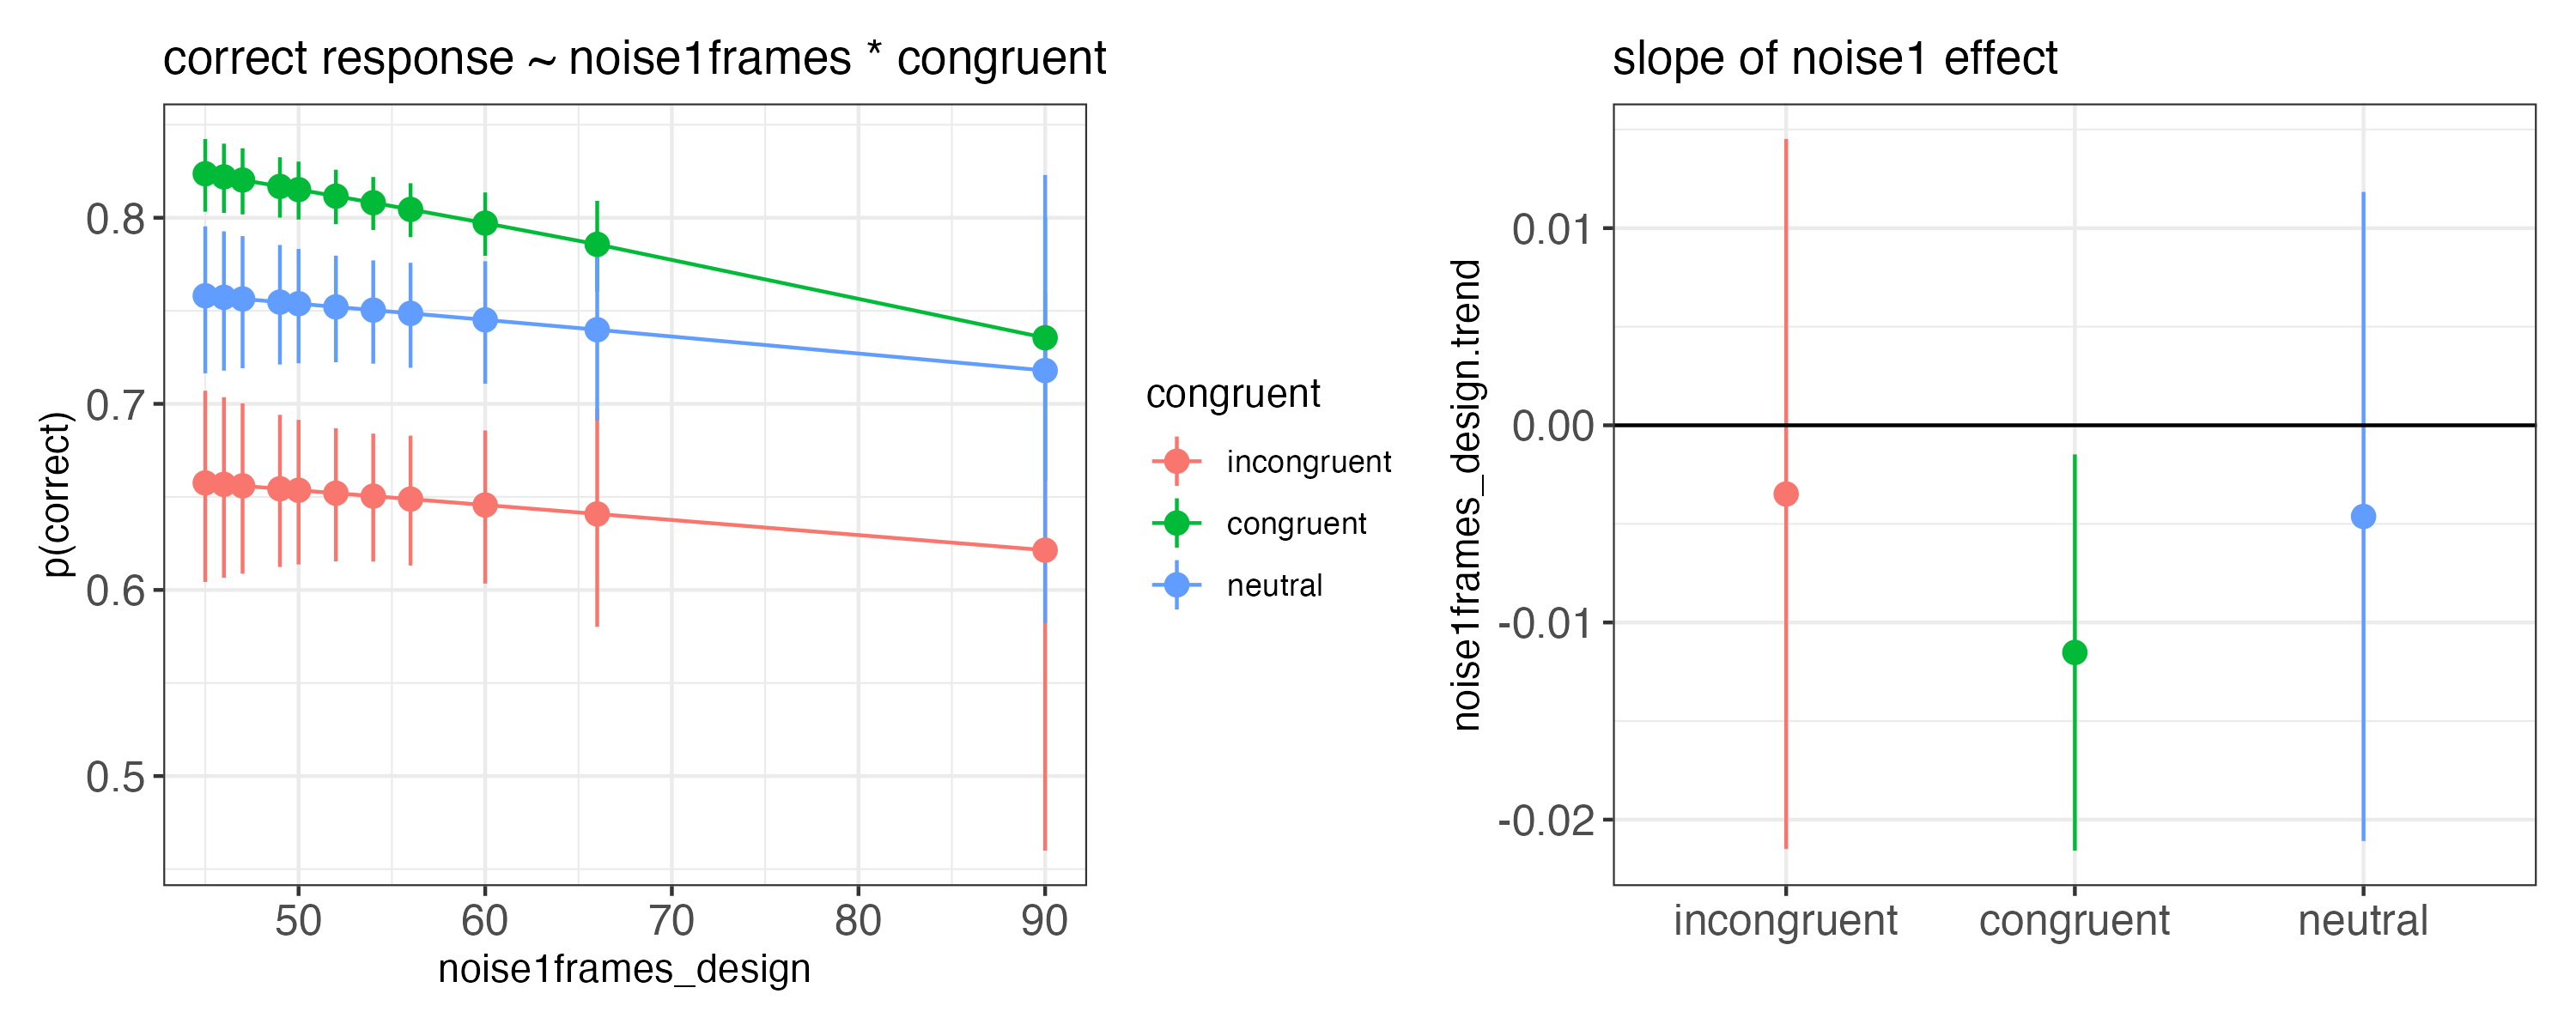 correct response ~ noise1frames * congruent
p(correct)
0.8
0.7
0.6
0.5
50 60 70 80 90
noise1frames_design
congruent
incongruent
congruent
neutral
slope of noise1 effect
noise1frames_design.trend
0.01
0.00
-0.01
-0.02
incongruent congruent neutral